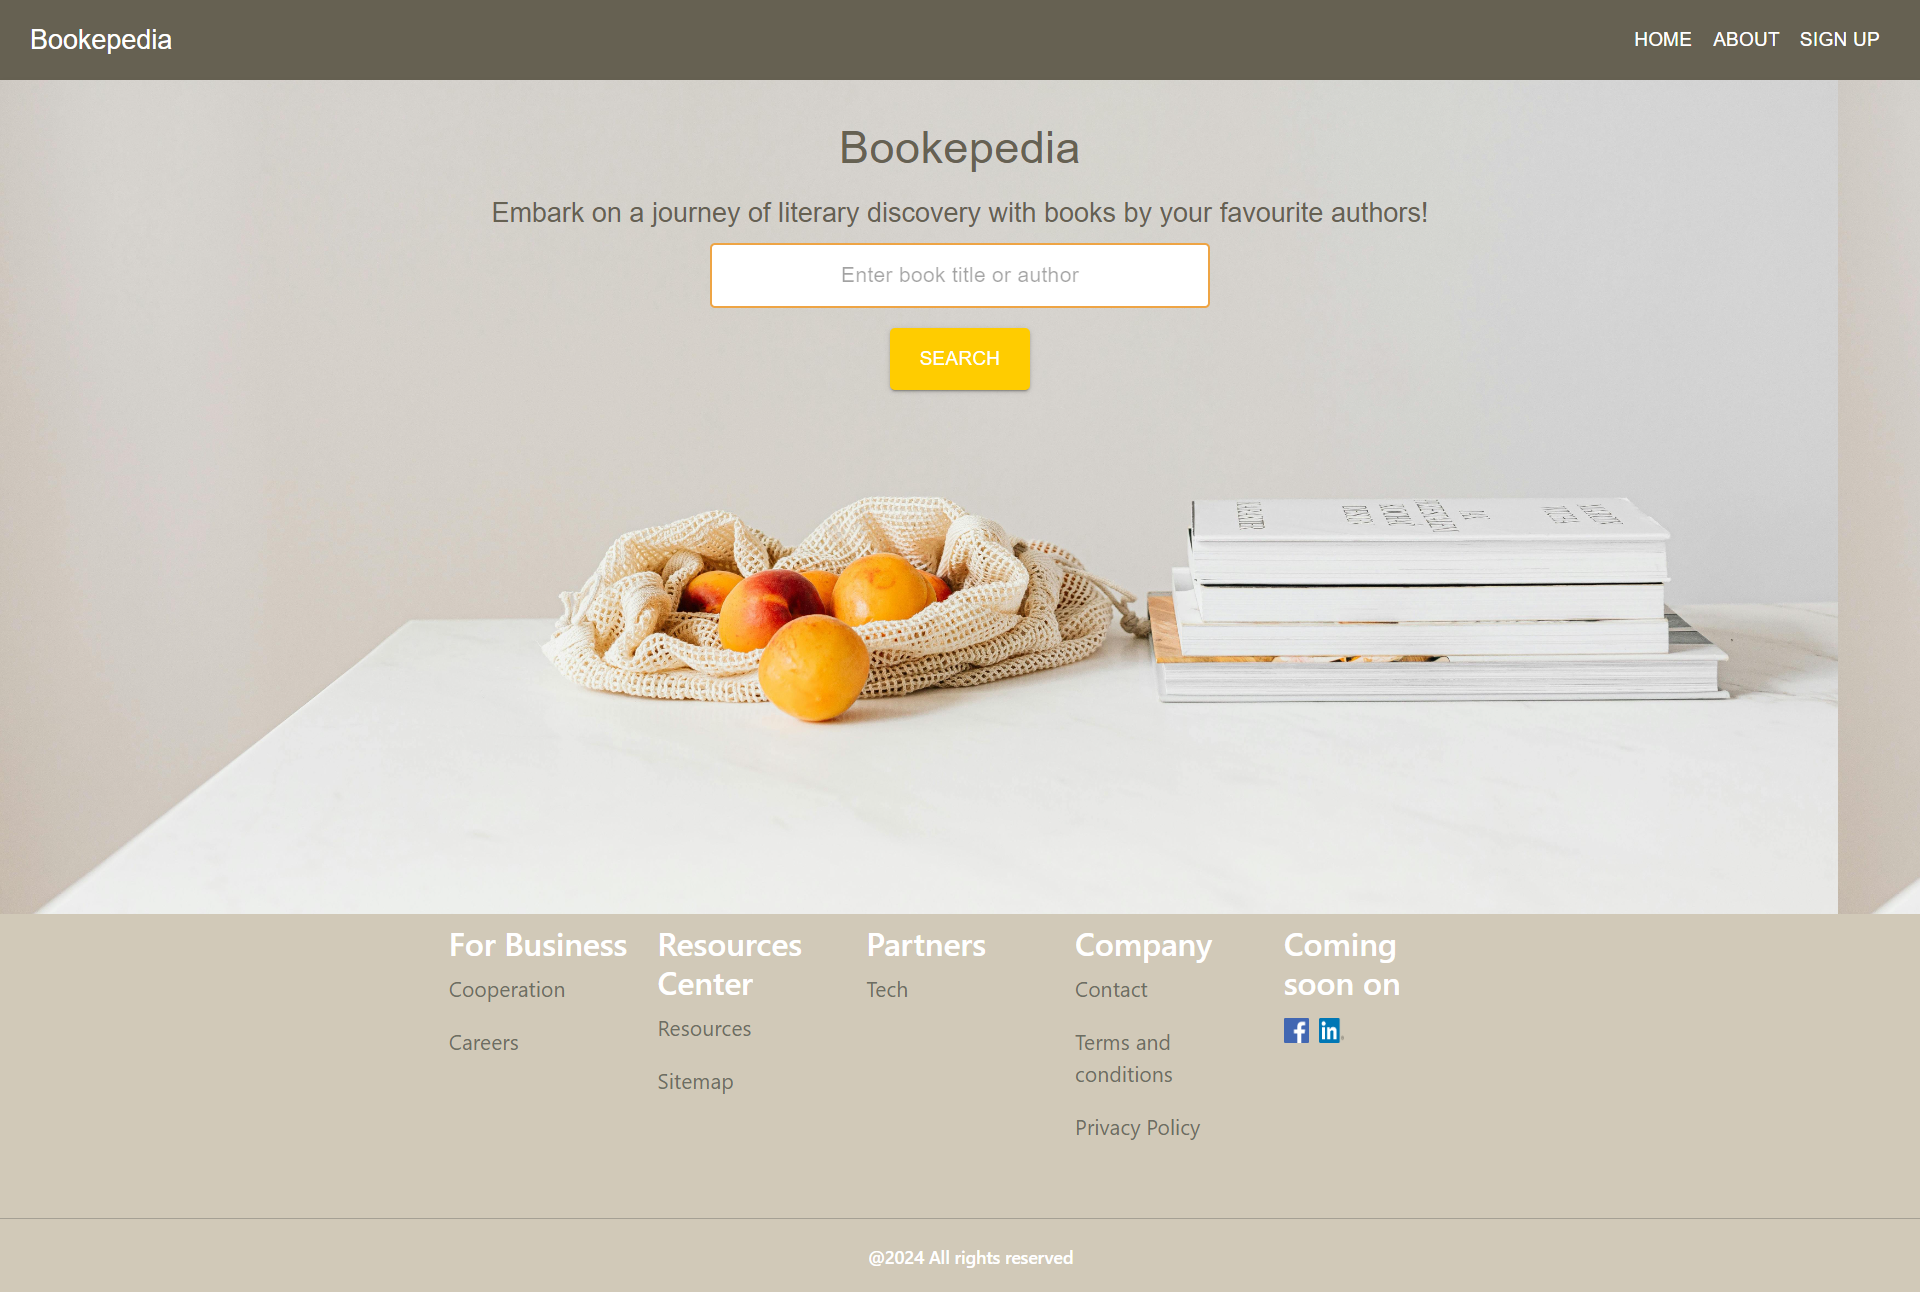 Bookepedia
HOME ABOUT SIGN UP
Bookepedia
Embark on a journey of literary discovery with books by your favourite authors!
Enter book title or author
SEARCH
For Business
Cooperation
Careers
Resources
Center
Resources
Sitemap
Partners
Tech
Company
Contact
Terms and
conditions
Privacy Policy
Coming
soon on
@2024 All rights reserved